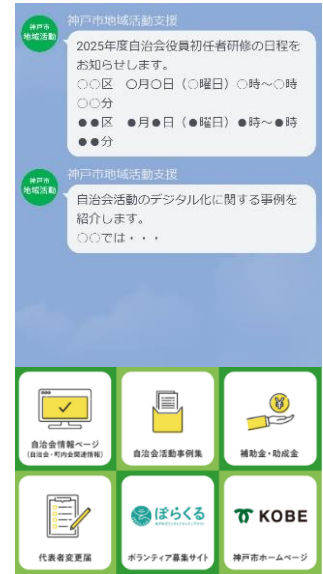 神戸市
地域活動
神戸市地域活動支援
2025年度自治会役員初任者研修の日程を
お知らせします。
○○区　○月○日（○曜日）○時～○時
○○分
●●区　●月●日（●曜日）●時～●時
●●分
神戸市
地域活動
神戸市地域活動支援
自治会活動のデジタル化に関する事例を
紹介します。
○○では・・・
自治会情報ページ
(自治会・町内会関連情報)
自治会活動事例集
補助金・助成金
代表者変更届
ぽらくる
ボランティア募集サイト
KOBE
神戸市ホームページ